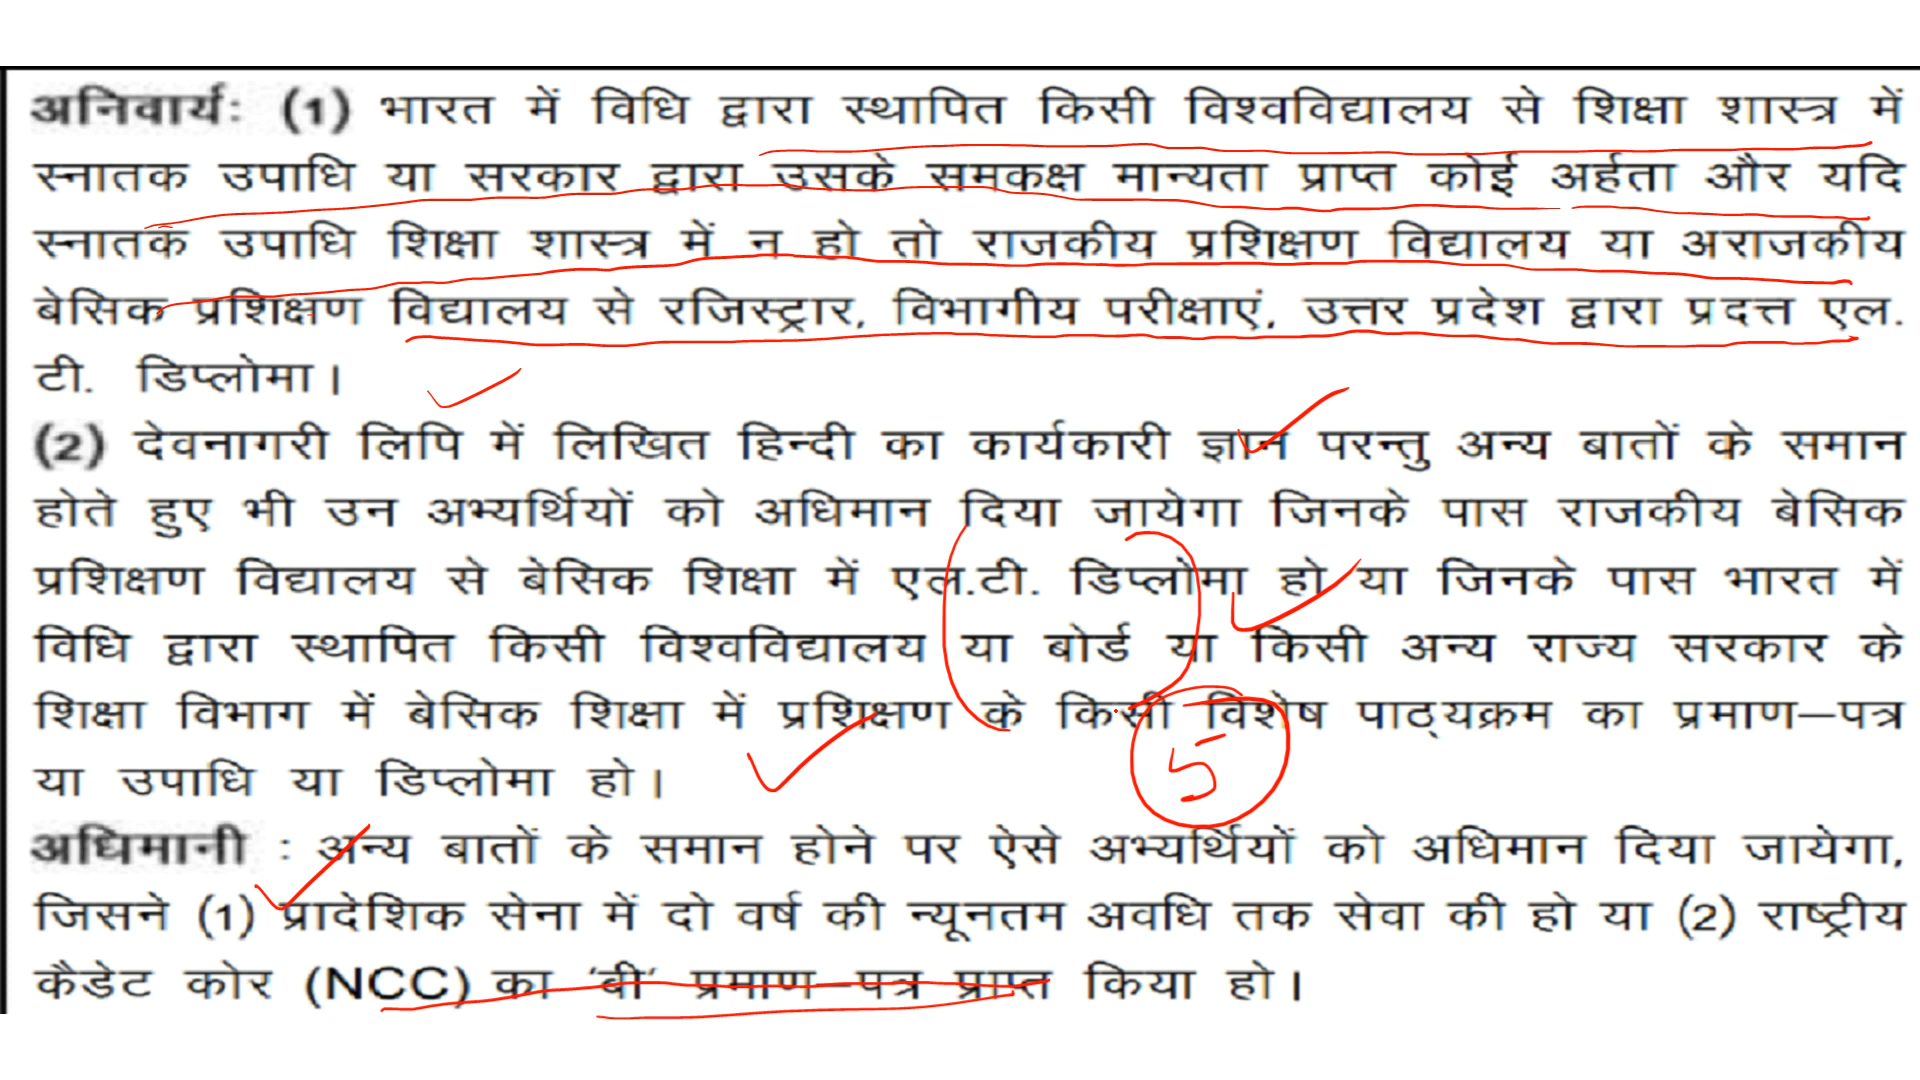 अनिवार्यः (1) भारत में विधि द्वारा स्थापित किसी विश्वविद्यालय से शिक्षा शास्त्र में
स्नातक उपाधि या सरकार द्वारा उसके समकक्ष मान्यता प्राप्त कोई अर्हता और यदि
स्नातक उपाधि शिक्षा शास्त्र में न हो तो राजकीय प्रशिक्षण विद्यालय या अराजकीय
बेसिक प्रशिक्षण विद्यालय से रजिस्ट्रार, विभागीय परीक्षाएं, उत्तर प्रदेश द्वारा प्रदत्त एल.
टी. डिप्लोमा।
(2) देवनागरी लिपि में लिखित हिन्दी का कार्यकारी ज्ञान परन्तु अन्य बातों के समान
होते हुए भी उन अभ्यर्थियों को अधिमान दिया जायेगा जिनके पास राजकीय बेसिक
प्रशिक्षण विद्यालय से बेसिक शिक्षा में एल.टी. डिप्लोमा हो या जिनके पास भारत में
विधि द्वारा स्थापित किसी विश्वविद्यालय या बोर्ड या किसी अन्य राज्य सरकार के
शिक्षा विभाग में बेसिक शिक्षा में प्रशिक्षण के किसी विशेष पाठ्यक्रम का प्रमाण–पत्र
5
या उपाधि या डिप्लोमा हो।
अधिमानी : अन्य बातों के समान होने पर ऐसे अभ्यर्थियों को अधिमान दिया जायेगा,
जिसने (1) प्रादेशिक सेना में दो वर्ष की न्यूनतम अवधि तक सेवा की हो या (2) राष्ट्रीय
कैडेट कोर (NCC) का ‘बी’ प्रमाण–पत्र प्राप्त किया हो।